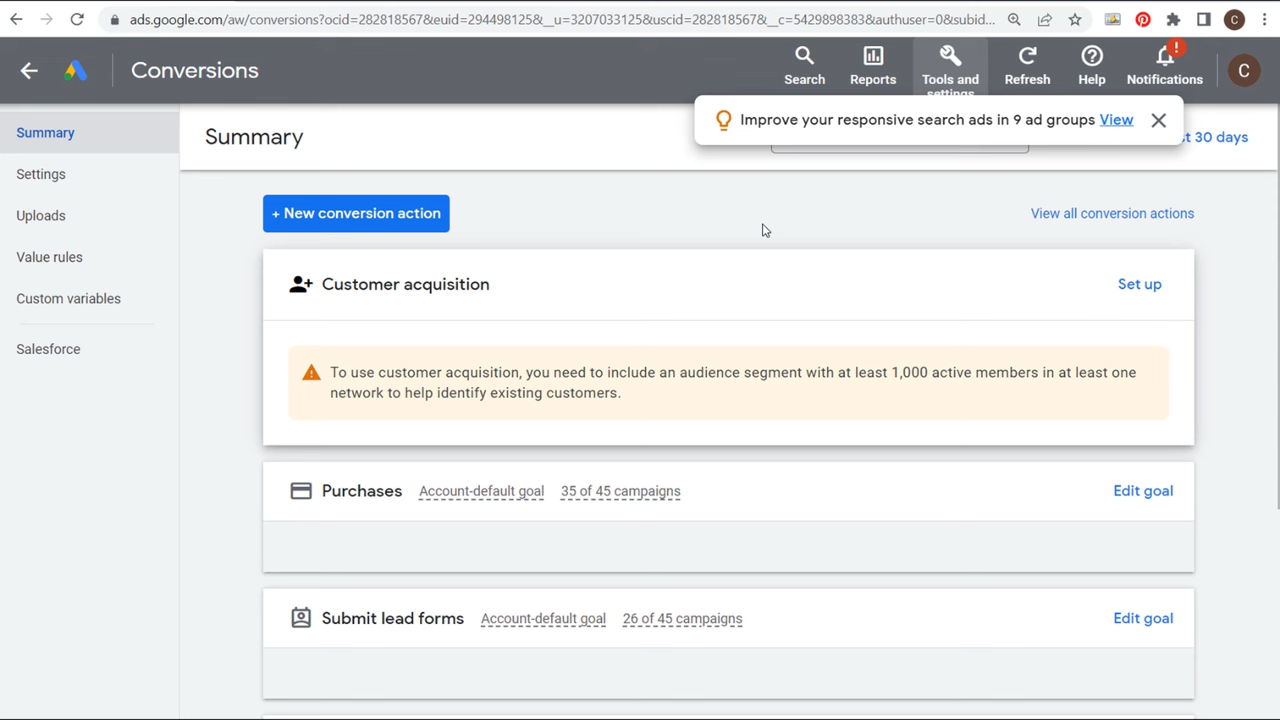 ads.google.com/aw/conversions?ocid=282818567&euid=294498125&__u=3207033125&uscid=282818567&__c=5429898383&authuser=0&subid...
C
Conversions
Search
Reports
Tools and
settings
Refresh
Help
!
Notifications
C
Improve your responsive search ads in 9 ad groups View
30 days
Summary
Settings
Uploads
Value rules
Custom variables
Salesforce
Summary
+ New conversion action
View all conversion actions
Customer acquisition
Set up
To use customer acquisition, you need to include an audience segment with at least 1,000 active members in at least one
network to help identify existing customers.
Purchases Account-default goal 35 of 45 campaigns
Edit goal
Submit lead forms Account-default goal 26 of 45 campaigns
Edit goal